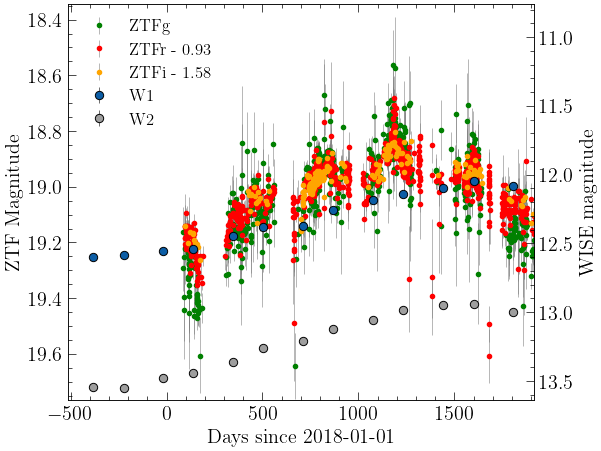 ZTFg
ZTFr - 0.93
ZTFi - 1.58
W1
W2
18.4
18.6
18.8
19.0
19.2
19.4
19.6
ZTF Magnitude
11.0
11.5
12.0
12.5
13.0
13.5
WISE magnitude
−500 0 500 1000 1500
Days since 2018-01-01